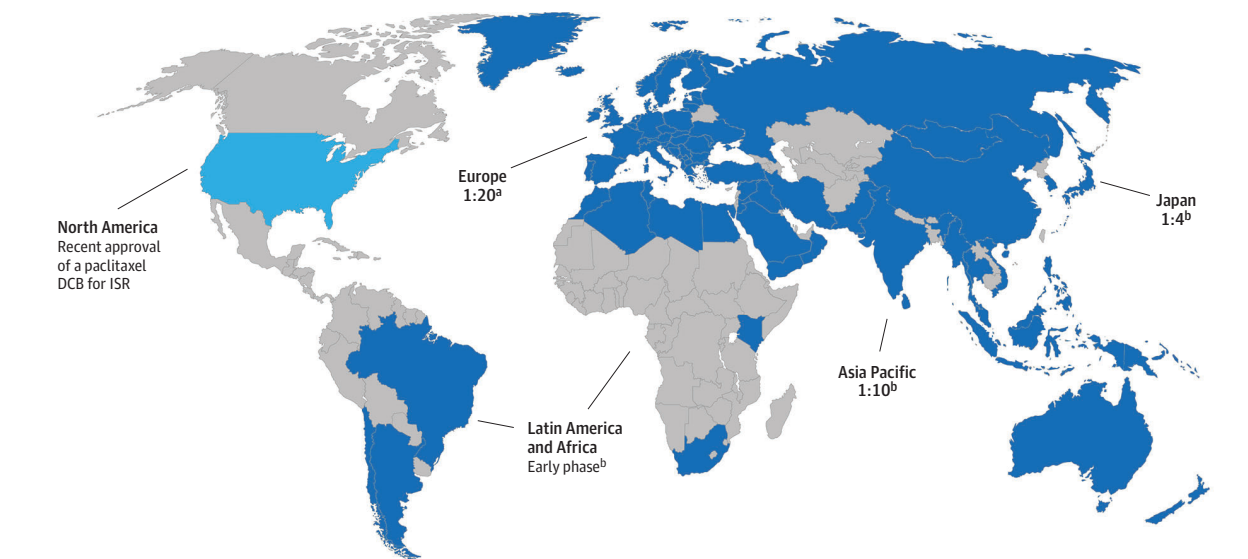 North America
Recent approval
of a paclitaxel
DCB for ISR
Europe
1:20ᵃ
Japan
1:4ᵇ
Asia Pacific
1:10ᵇ
Latin America
and Africa
Early phaseᵇ